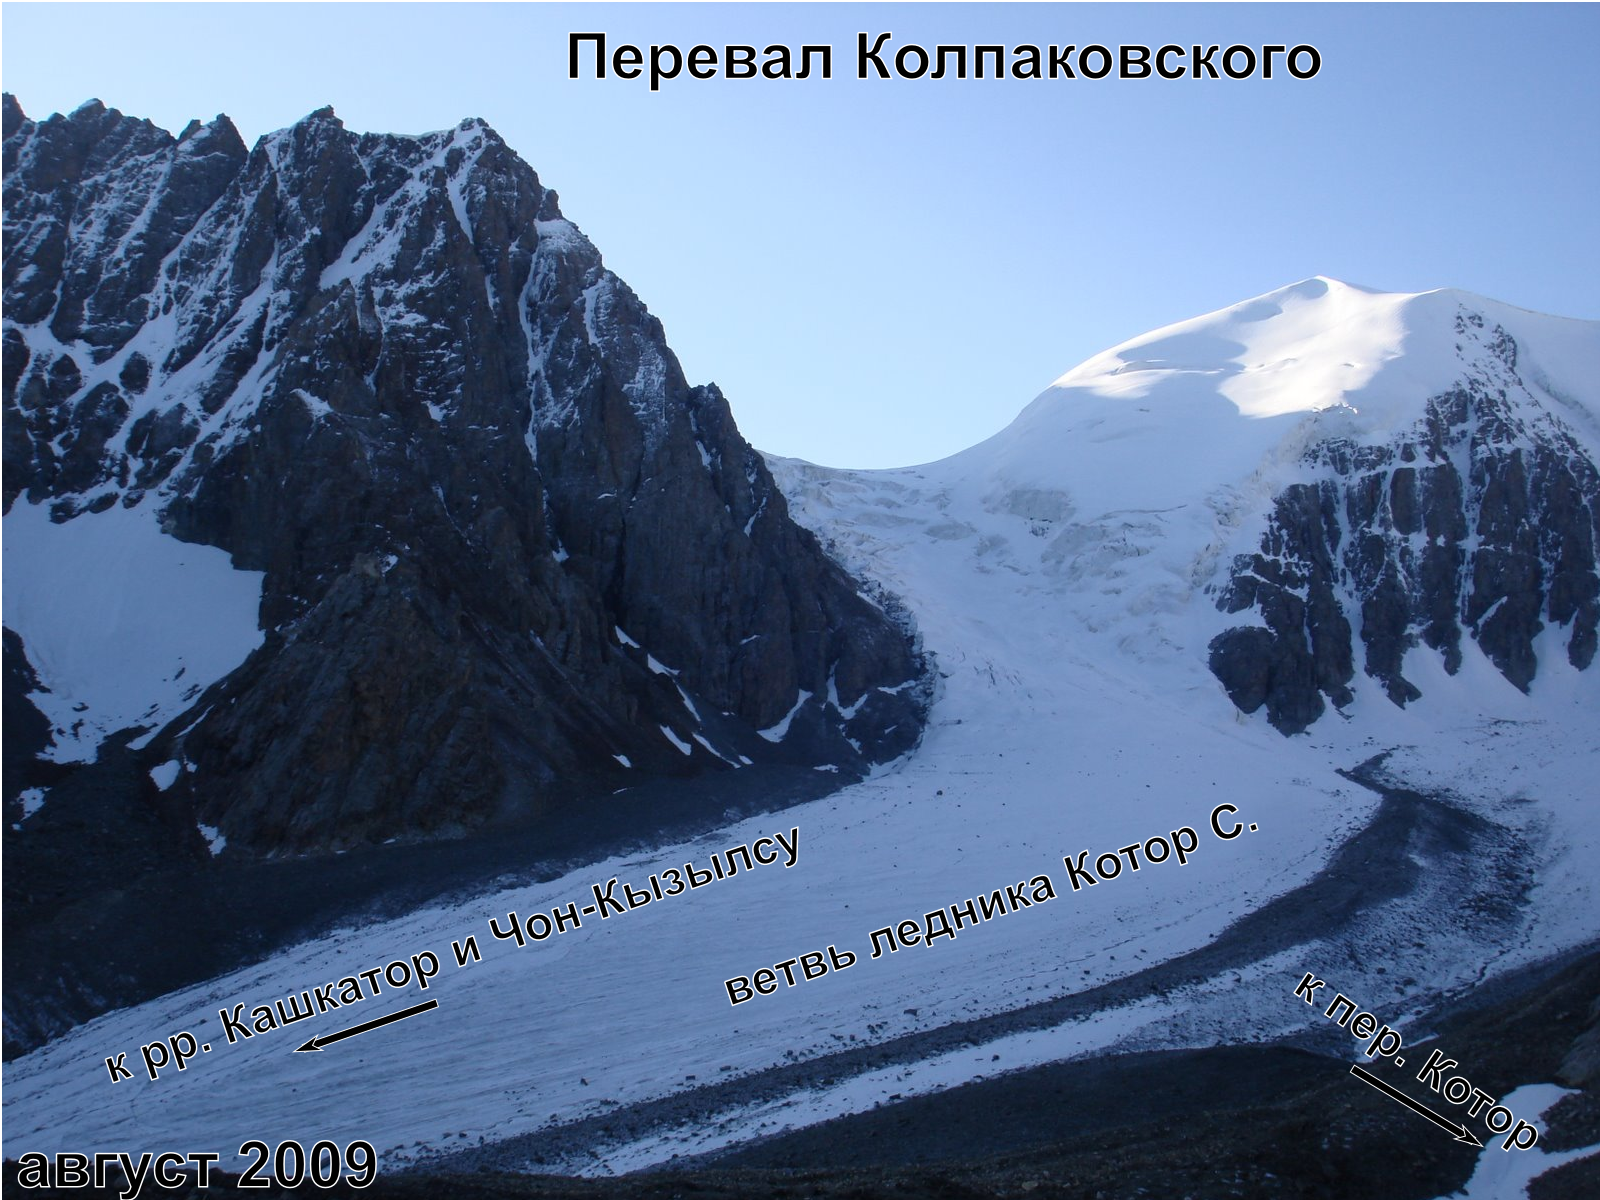 Перевал Колпаковского
к рр. Кашкатор и Чон-Кызылсу
ветвь ледника Котор С.
к пер. Котор
август 2009